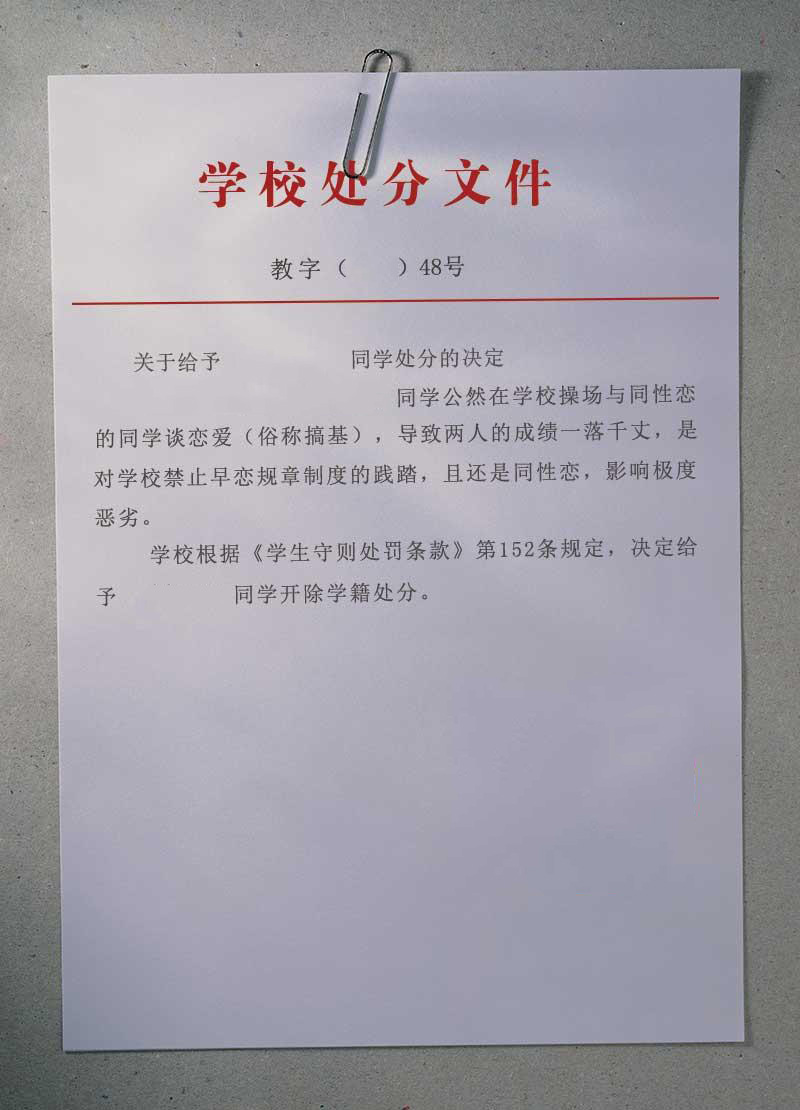 学校处分文件
教字（　　）48号
关于给予　　　　　　同学处分的决定
同学公然在学校操场与同性恋
的同学谈恋爱（俗称搞基），导致两人的成绩一落千丈，是
对学校禁止早恋规章制度的践踏，且还是同性恋，影响极度
恶劣。
学校根据《学生守则处罚条款》第152条规定，决定给
予　　　　　同学开除学籍处分。